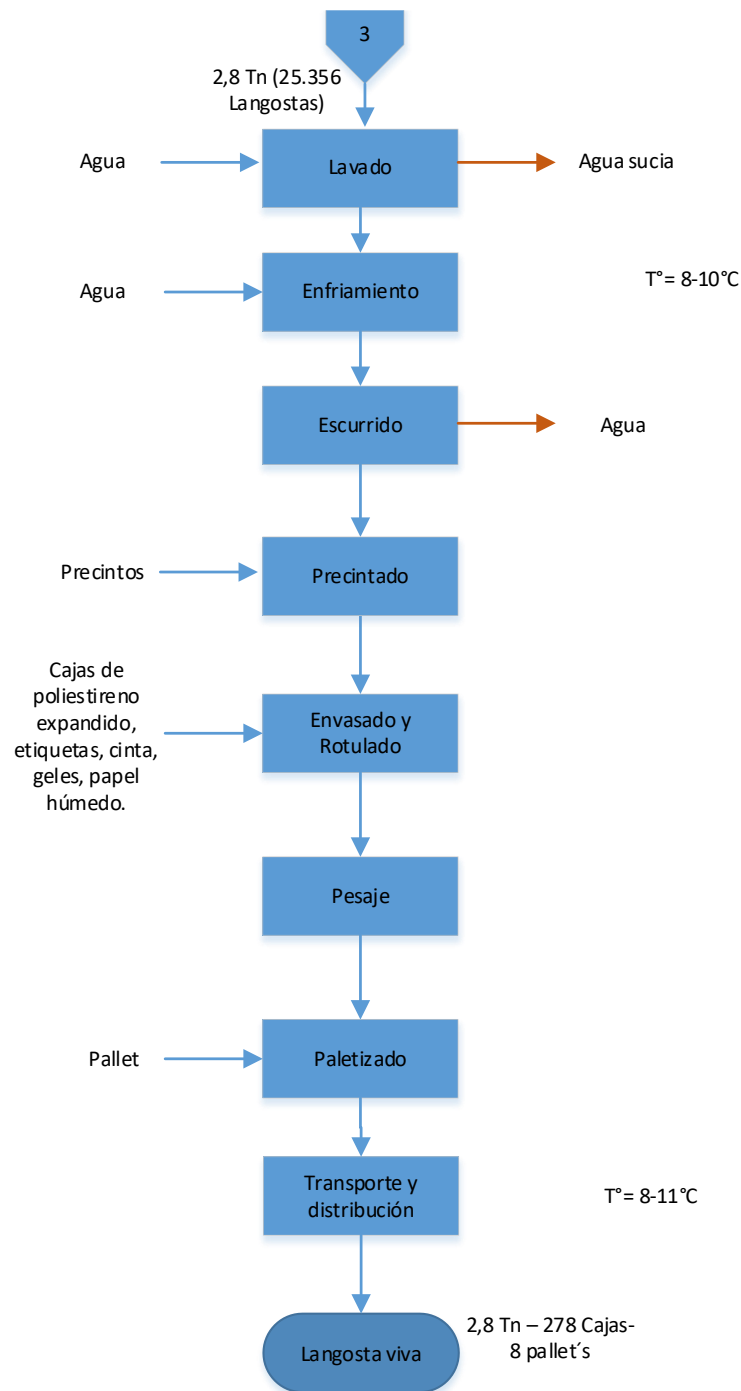 3
2,8 Tn (25.356
Langostas)
Agua
Lavado
Agua sucia
Agua
Enfriamiento
T°= 8-10°C
Escurrido
Agua
Precintos
Precintado
Cajas de
poliestireno
expandido,
etiquetas, cinta,
geles, papel
húmedo.
Envasado y
Rotulado
Pesaje
Pallet
Paletizado
Transporte y
distribución
T°= 8-11°C
Langosta viva
2,8 Tn – 278 Cajas-
8 pallet´s